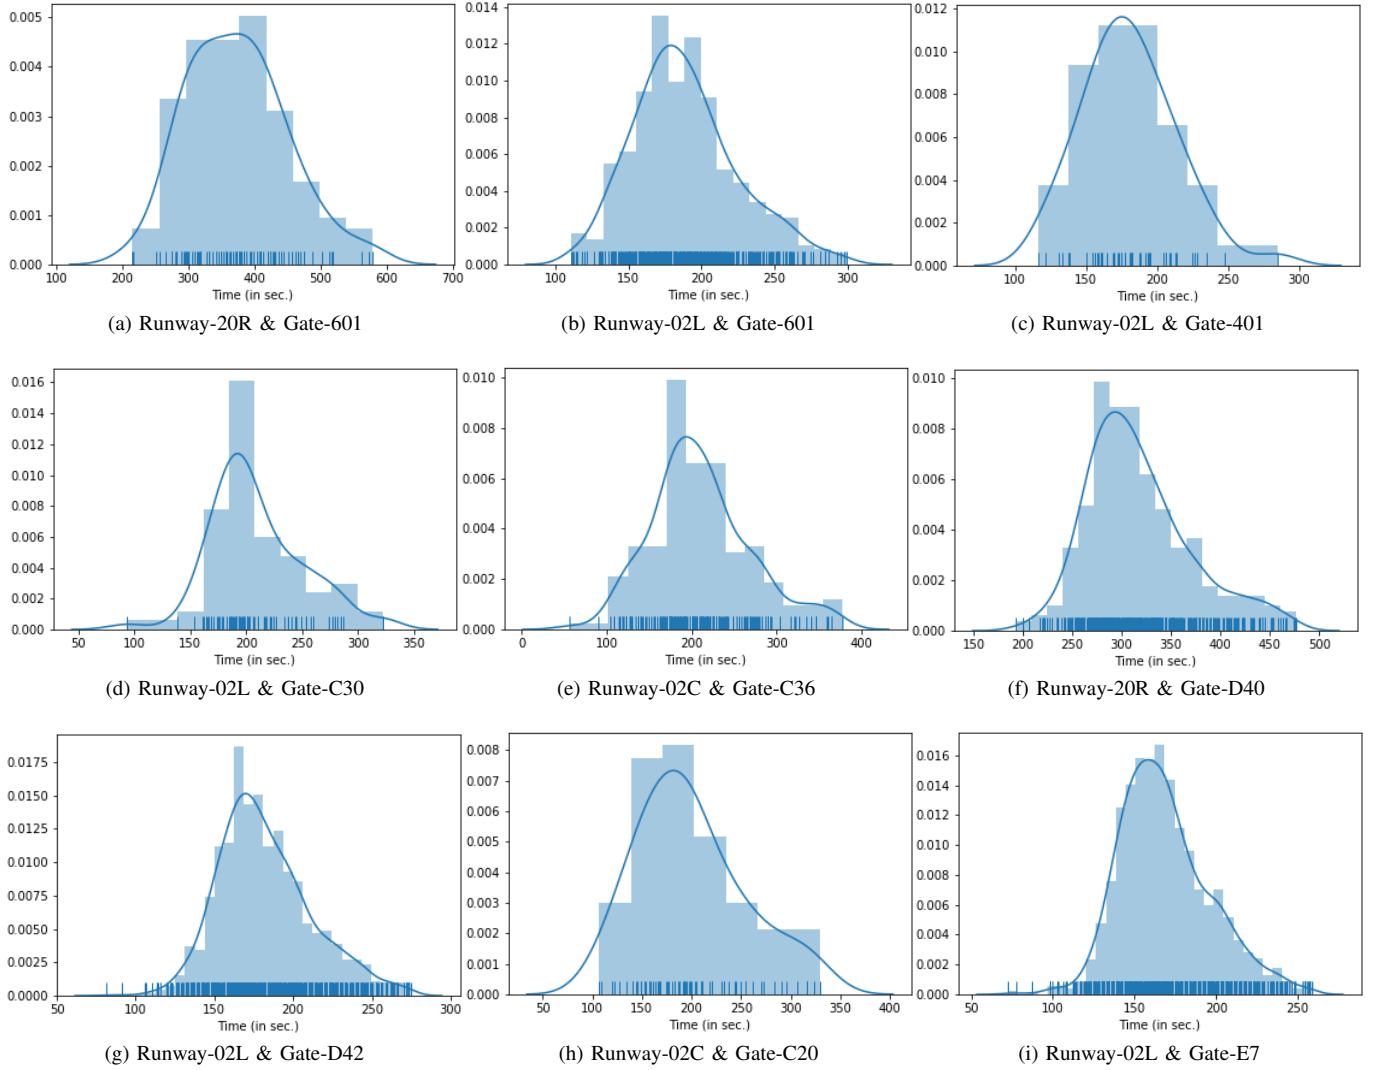 0.005
0.004
0.003
0.002
0.001
0.000
100 200 300 400 500 600 700
Time (in sec.)
(a) Runway-20R & Gate-601
0.014
0.012
0.010
0.008
0.006
0.004
0.002
0.000
100 150 200 250 300
Time (in sec.)
(b) Runway-02L & Gate-601
0.012
0.010
0.008
0.006
0.004
0.002
0.000
100 200 300
Time (in sec.)
(c) Runway-02L & Gate-401
0.016
0.014
0.012
0.010
0.008
0.006
0.004
0.002
0.000
50 100 150 200 250 300 350
Time (in sec.)
(d) Runway-02L & Gate-C30
0.010
0.008
0.006
0.004
0.002
0.000
0 100 200 300 400
Time (in sec.)
(e) Runway-02C & Gate-C36
0.010
0.008
0.006
0.004
0.002
0.000
150 200 250 300 350 400 450 500
Time (in sec.)
(f) Runway-20R & Gate-D40
0.0175
0.0150
0.0125
0.0100
0.0075
0.0050
0.0025
0.0000
50 100 150 200 250 300
Time (in sec.)
(g) Runway-02L & Gate-D42
0.008
0.007
0.006
0.005
0.004
0.003
0.002
0.001
0.000
50 100 150 200 250 300 350 400
Time (in sec.)
(h) Runway-02C & Gate-C20
0.016
0.014
0.012
0.010
0.008
0.006
0.004
0.002
0.000
50 100 150 200 250
Time (in sec.)
(i) Runway-02L & Gate-E7